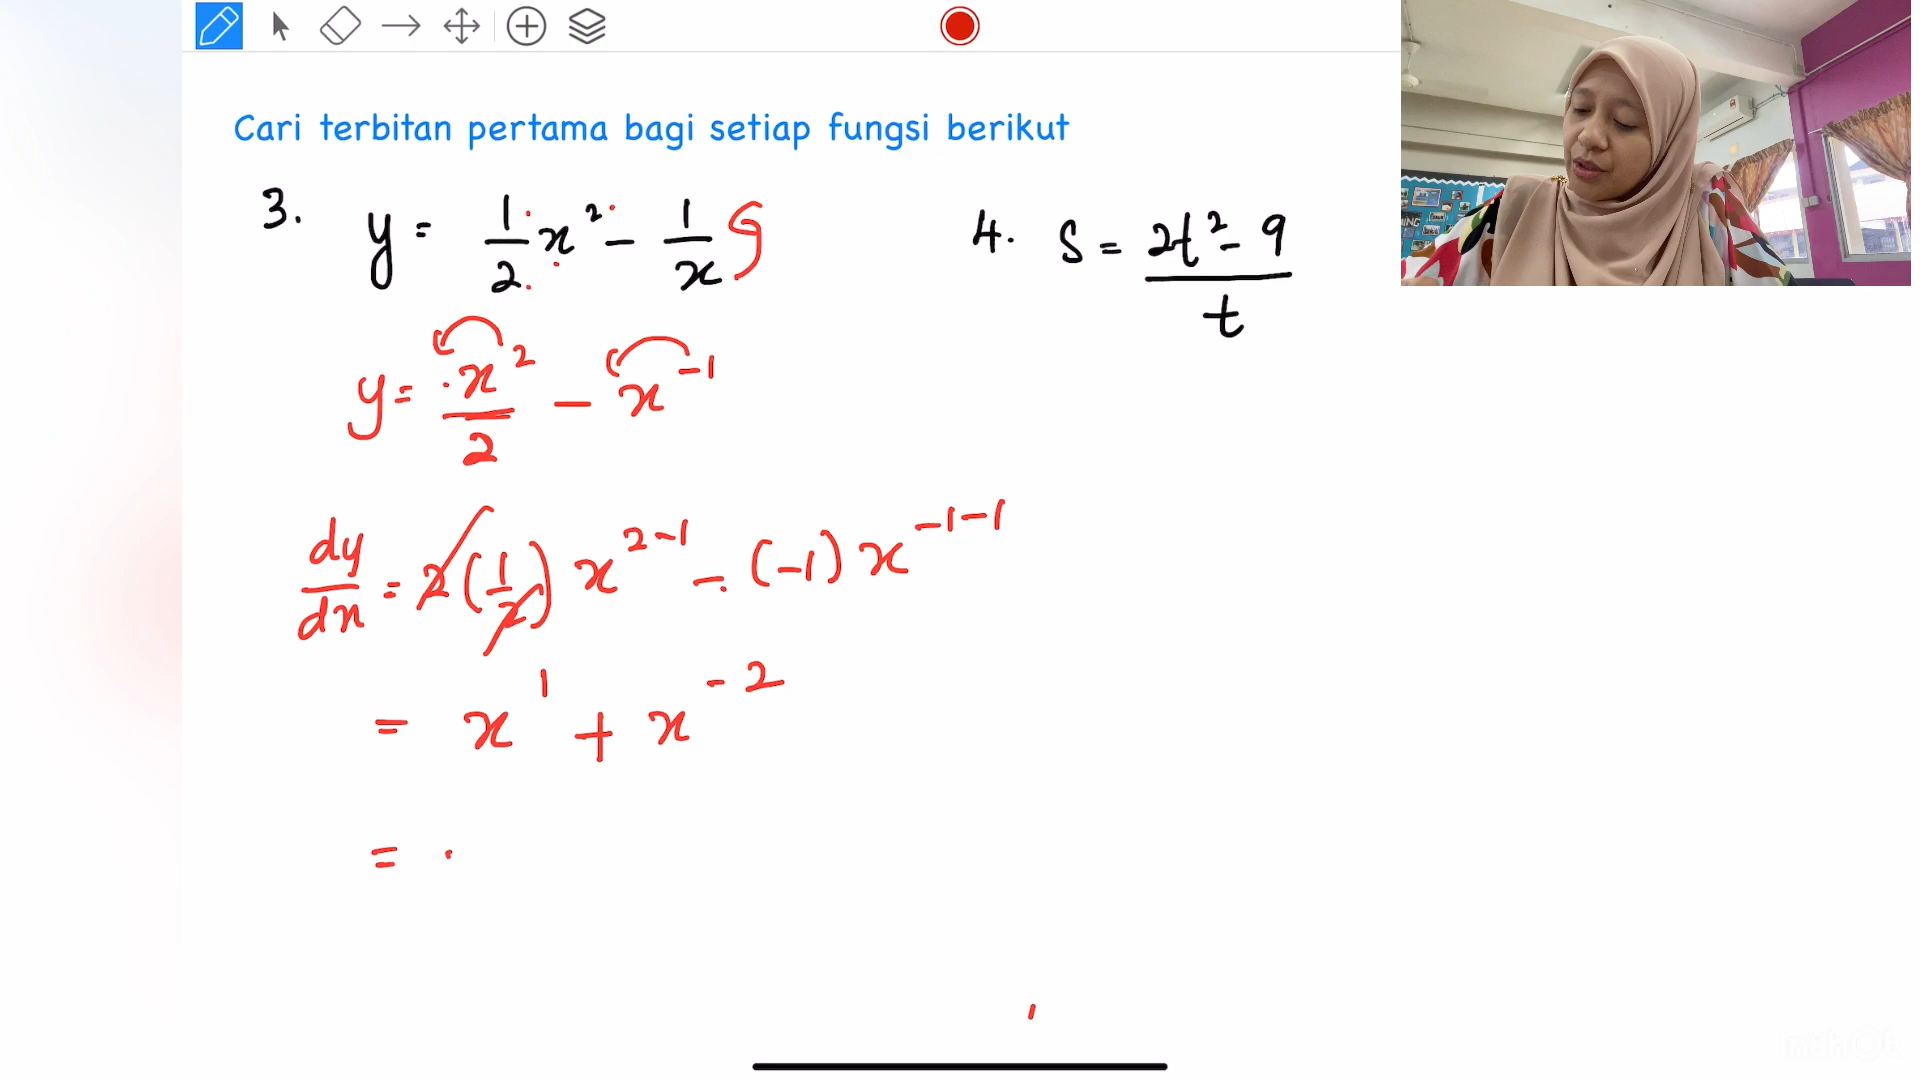 Cari terbitan pertama bagi setiap fungsi berikut
3. y = 1/2 x² − 1/x
y = x²/2 − x⁻¹
dy/dx = 2(1/2) x²⁻¹ − (−1) x⁻¹⁻¹
= x¹ + x⁻²
=
4. S = 2t² − 9 / t